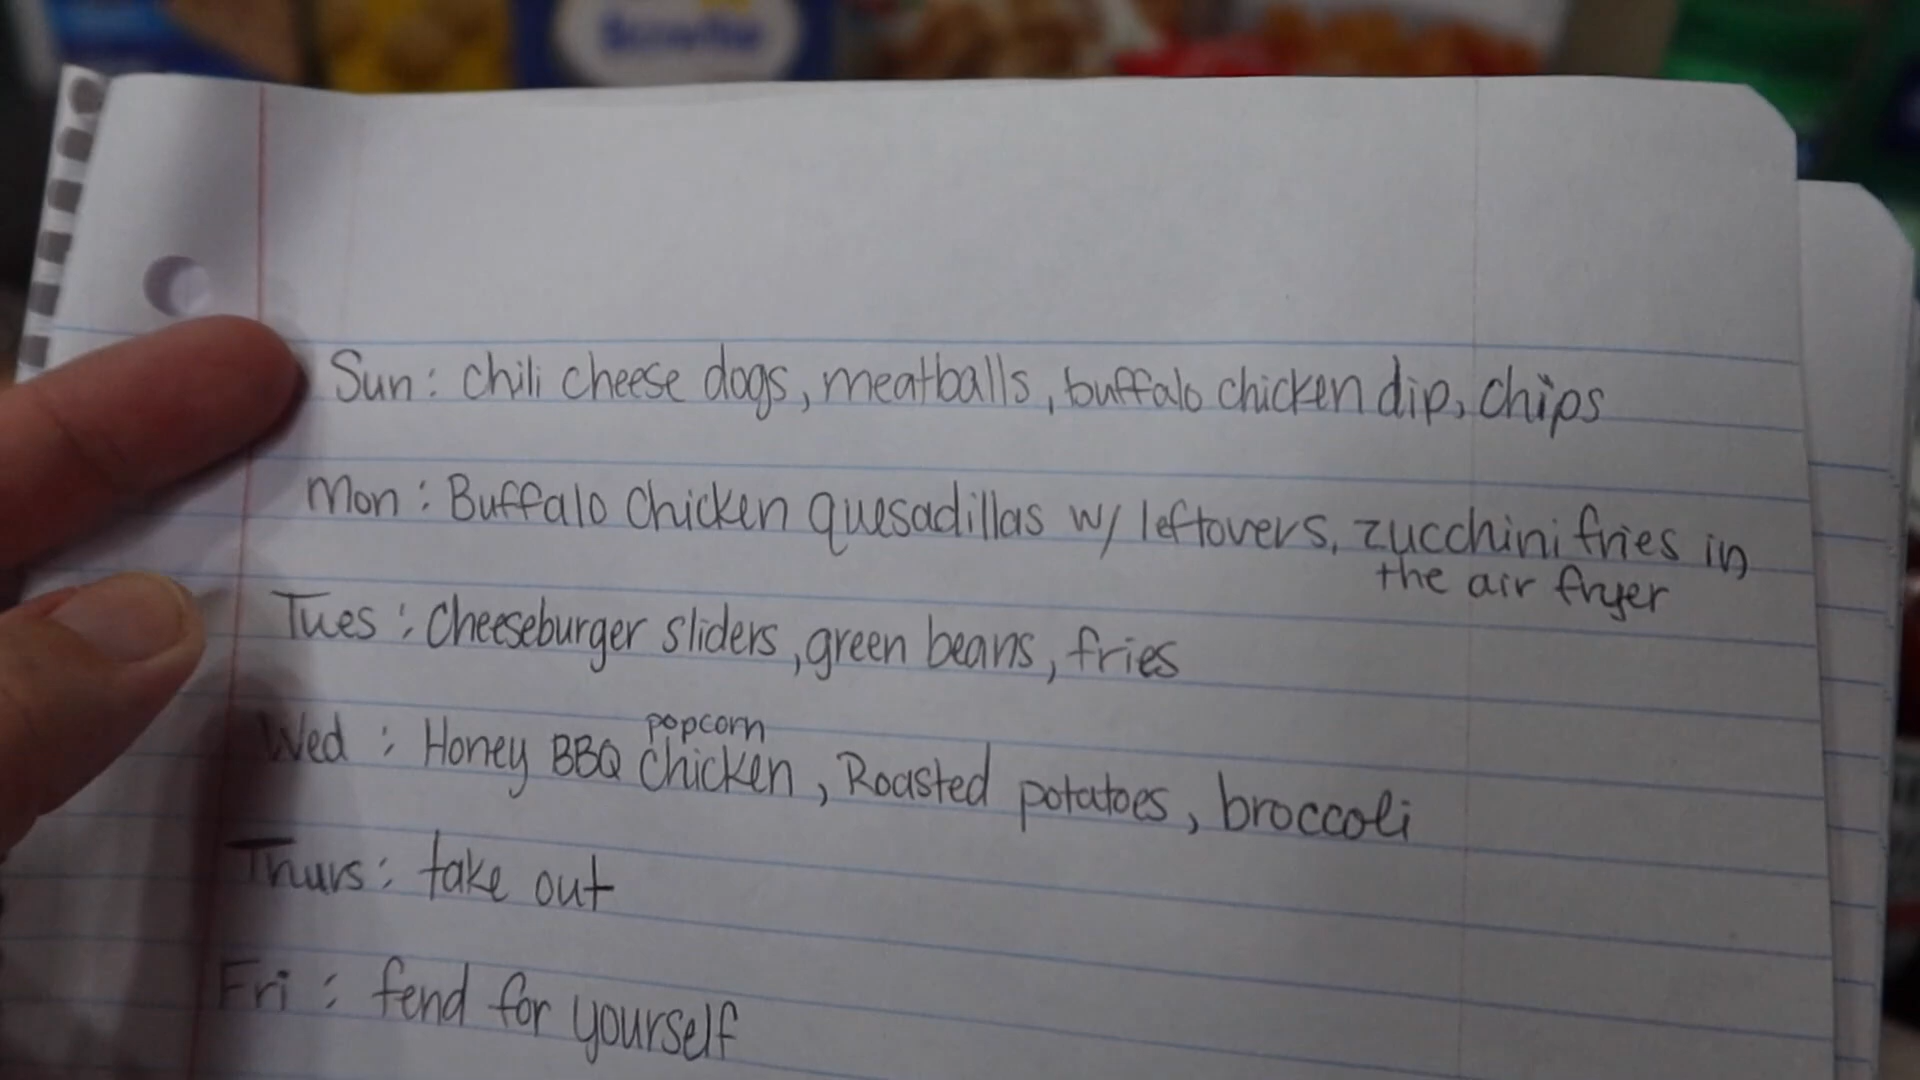 Sun: chili cheese dogs, meatballs, buffalo chicken dip, chips
Mon: Buffalo Chicken quesadillas w/ leftovers, zucchini fries in
the air fryer
Tues: Cheeseburger sliders, green beans, fries
popcorn
Wed: Honey BBQ Chicken, Roasted potatoes, broccoli
Thurs: take out
Fri: fend for yourself